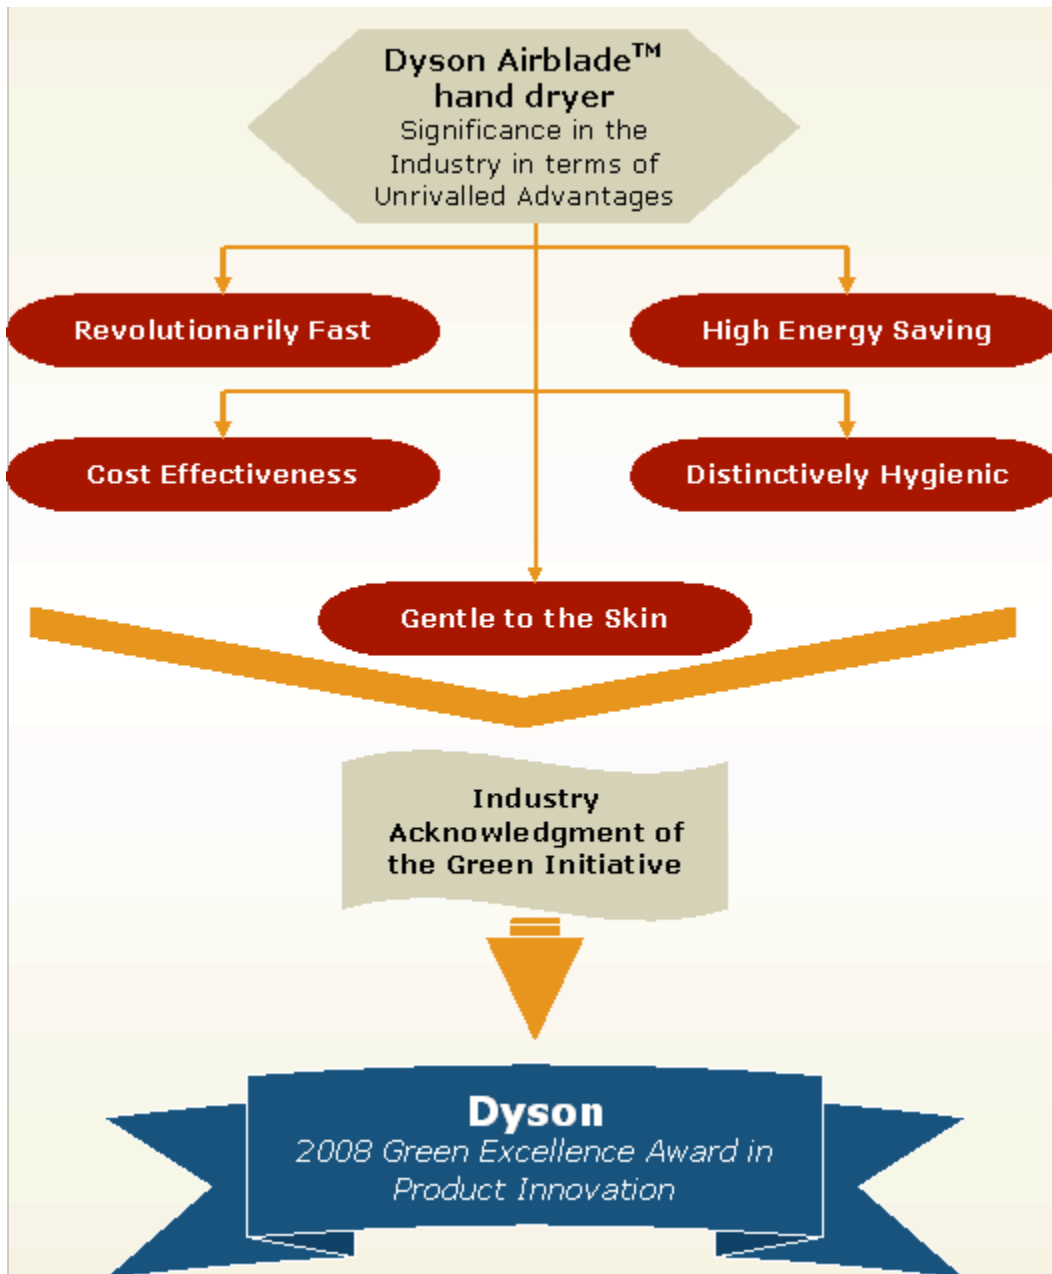 Dyson Airblade™
hand dryer
Significance in the
Industry in terms of
Unrivalled Advantages
Revolutionarily Fast
High Energy Saving
Cost Effectiveness
Distinctively Hygienic
Gentle to the Skin
Industry
Acknowledgment of
the Green Initiative
Dyson
2008 Green Excellence Award in
Product Innovation